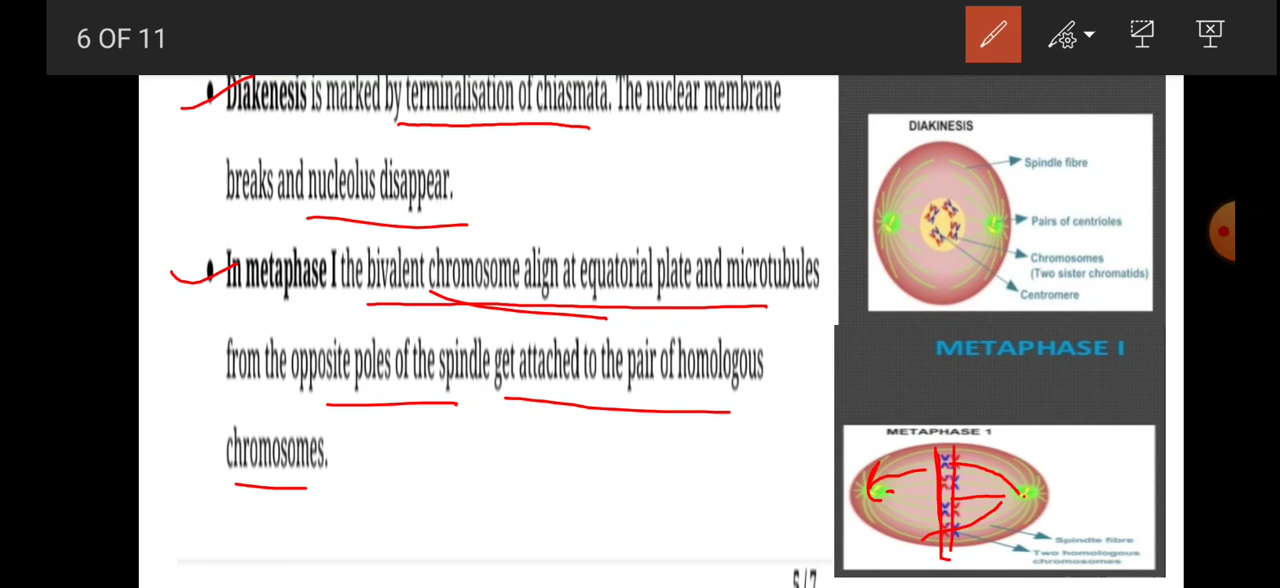 6 OF 11
• Diakenesis is marked by terminalisation of chiasmata. The nuclear membrane
breaks and nucleolus disappear.
• In metaphase I the bivalent chromosome align at equatorial plate and microtubules
from the opposite poles of the spindle get attached to the pair of homologous
chromosomes.
5/7
DIAKINESIS
Spindle fibre
Pairs of centrioles
Chromosomes
(Two sister chromatids)
Centromere
METAPHASE I
METAPHASE 1
Spindle fibre
Two homologous
chromosomes